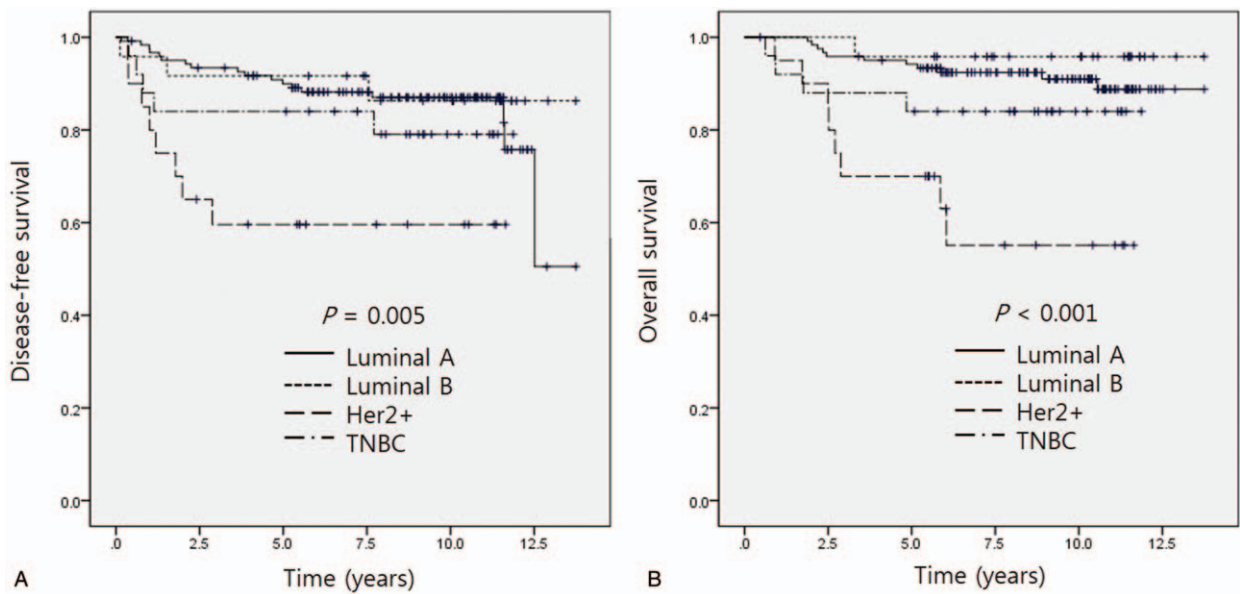 Disease-free survival
1.0
0.8
0.6
0.4
0.2
0.0
P = 0.005
Luminal A
Luminal B
Her2+
TNBC
.0 2.5 5.0 7.5 10.0 12.5
Time (years)
A
Overall survival
1.0
0.8
0.6
0.4
0.2
0.0
P < 0.001
Luminal A
Luminal B
Her2+
TNBC
.0 2.5 5.0 7.5 10.0 12.5
Time (years)
B